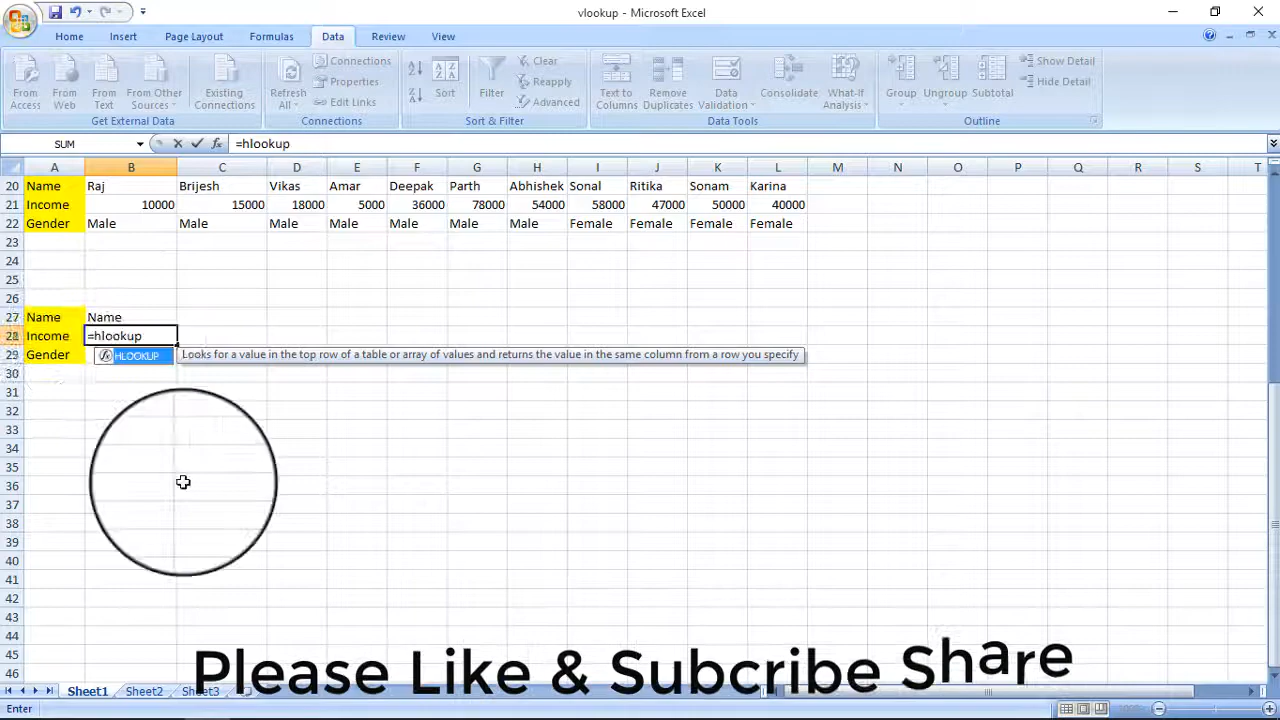 vlookup - Microsoft Excel
Home Insert Page Layout Formulas Data Review View
From Access
From Web
From Text
From Other Sources
Existing Connections
Get External Data
Refresh All
Connections
Properties
Edit Links
Connections
Sort
Filter
Clear
Reapply
Advanced
Sort & Filter
Text to Columns
Remove Duplicates
Data Validation
Consolidate
What-If Analysis
Data Tools
Group
Ungroup
Subtotal
Show Detail
Hide Detail
Outline
SUM =hlookup
A B C D E F G H I J K L M N O P Q R S T
20 Name Raj Brijesh Vikas Amar Deepak Parth Abhishek Sonal Ritika Sonam Karina
21 Income 10000 15000 18000 5000 36000 78000 54000 58000 47000 50000 40000
22 Gender Male Male Male Male Male Male Male Female Female Female Female
23
24
25
26
27 Name Name
28 Income =hlookup
29 Gender HLOOKUP Looks for a value in the top row of a table or array of values and returns the value in the same column from a row you specify
30
31
32
33
34
35
36
37
38
39
40
41
42
43
44
45
46
Please Like & Subcribe Share
Sheet1 Sheet2 Sheet3
Enter